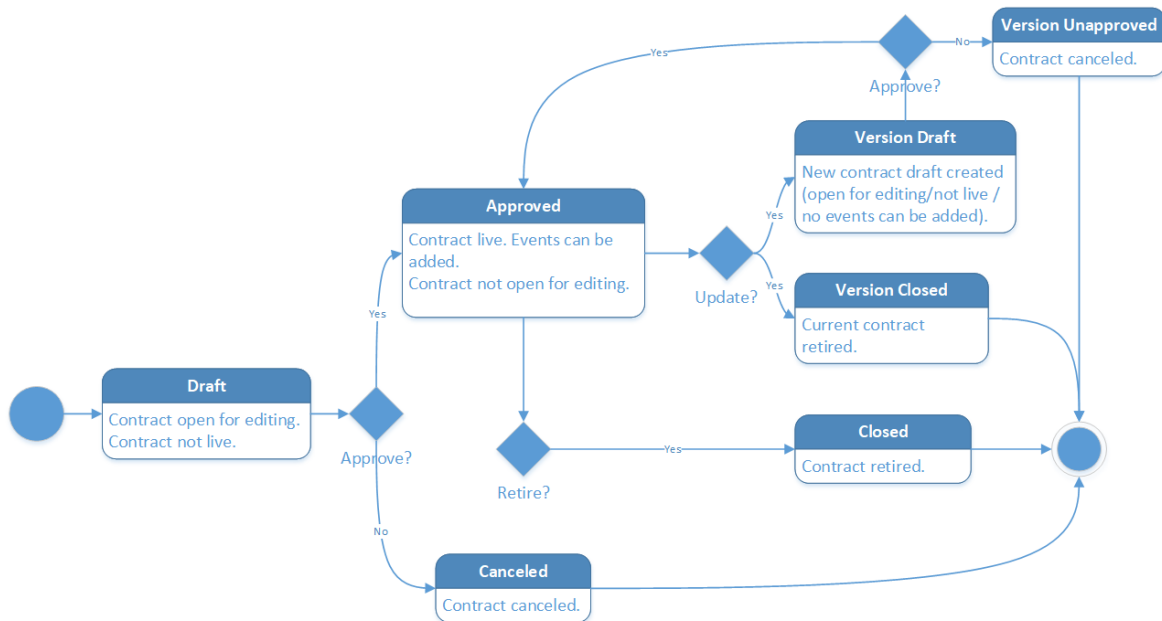 Version Unapproved
Contract canceled.
Yes
No
Approve?
Version Draft
New contract draft created
(open for editing/not live /
no events can be added).
Approved
Contract live. Events can be
added.
Contract not open for editing.
Yes
Update?
Yes
Version Closed
Current contract
retired.
Yes
Draft
Contract open for editing.
Contract not live.
Approve?
Closed
Contract retired.
Yes
Retire?
No
Canceled
Contract canceled.